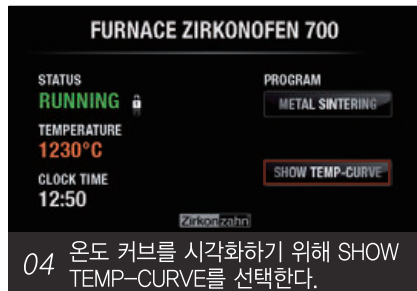 FURNACE ZIRKONOFEN 700
STATUS
RUNNING
TEMPERATURE
1230°C
CLOCK TIME
12:50
PROGRAM
METAL SINTERING
SHOW TEMP-CURVE
Zirkonzahn
04 온도 커브를 시각화하기 위해 SHOW
TEMP-CURVE를 선택한다.